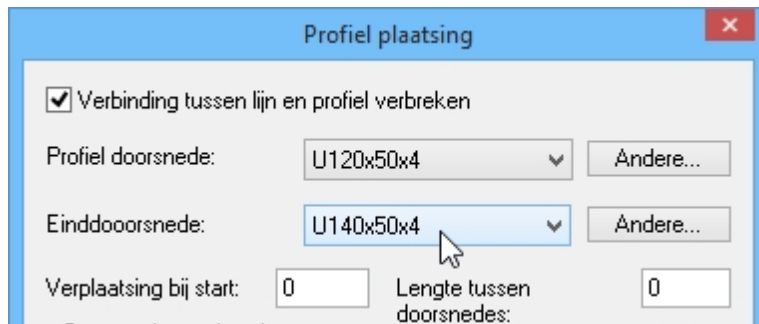 Profiel plaatsing
Verbinding tussen lijn en profiel verbreken
Profiel doorsnede: U120x50x4 Andere...
Einddooorsnede: U140x50x4 Andere...
Verplaatsing bij start: 0 Lengte tussen 0
doorsnedes: